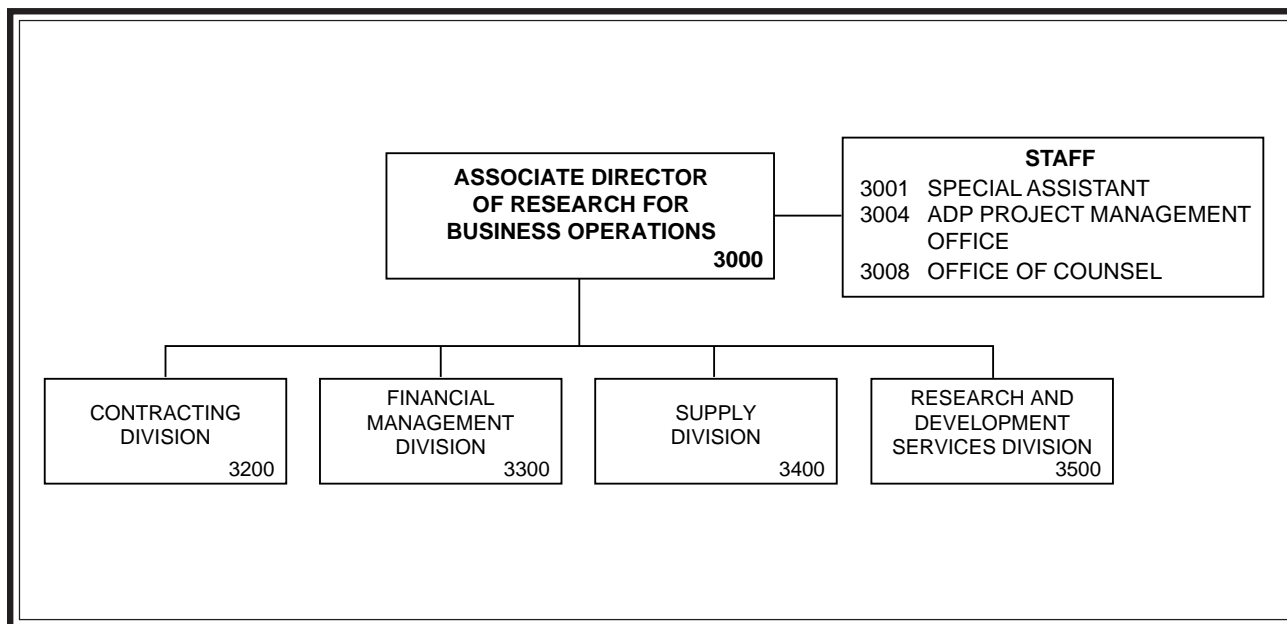 ASSOCIATE DIRECTOR
OF RESEARCH FOR
BUSINESS OPERATIONS
3000
STAFF
3001 SPECIAL ASSISTANT
3004 ADP PROJECT MANAGEMENT
OFFICE
3008 OFFICE OF COUNSEL
CONTRACTING
DIVISION
3200
FINANCIAL
MANAGEMENT
DIVISION
3300
SUPPLY
DIVISION
3400
RESEARCH AND
DEVELOPMENT
SERVICES DIVISION
3500